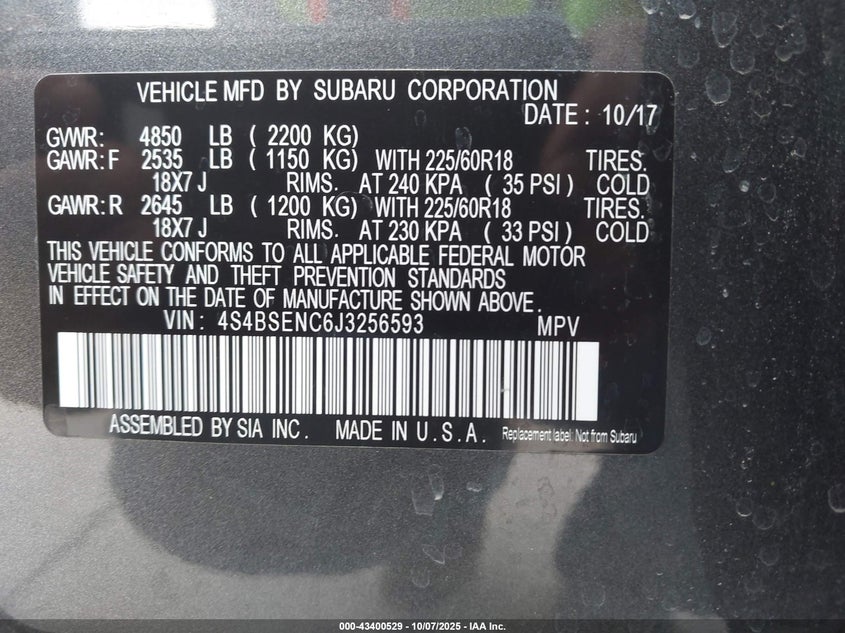 VEHICLE MFD BY SUBARU CORPORATION
DATE: 10/17
GVWR: 4850 LB ( 2200 KG)
GAWR: F 2535 LB ( 1150 KG) WITH 225/60R18 TIRES.
18X7 J RIMS. AT 240 KPA ( 35 PSI) COLD
GAWR: R 2645 LB ( 1200 KG) WITH 225/60R18 TIRES.
18X7 J RIMS. AT 230 KPA ( 33 PSI) COLD
THIS VEHICLE CONFORMS TO ALL APPLICABLE FEDERAL MOTOR
VEHICLE SAFETY AND THEFT PREVENTION STANDARDS
IN EFFECT ON THE DATE OF MANUFACTURE SHOWN ABOVE.
VIN: 4S4BSENC6J3256593 MPV
ASSEMBLED BY SIA INC. MADE IN U.S.A. Replacement label: Not from Subaru
000-43400529 - 10/07/2025 - IAA Inc.